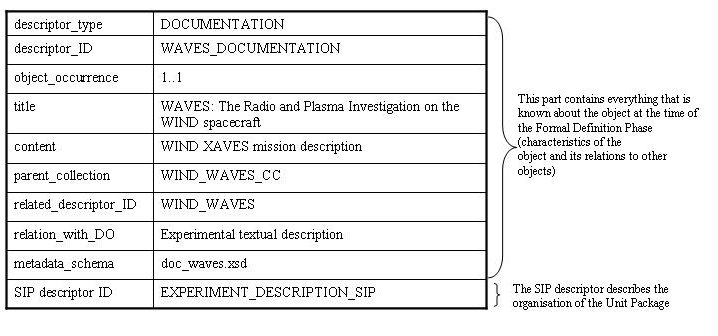 descriptor_type DOCUMENTATION
descriptor_ID WAVES_DOCUMENTATION
object_occurrence 1..1
title WAVES: The Radio and Plasma Investigation on the
WIND spacecraft
content WIND XAVES mission description
parent_collection WIND_WAVES_CC
related_descriptor_ID WIND_WAVES
relation_with_DO Experimental textual description
metadata_schema doc_waves.xsd
SIP descriptor ID EXPERIMENT_DESCRIPTION_SIP
This part contains everything that is
known about the object at the time of
the Formal Definition Phase
(characteristics of the
object and its relations to other
objects)
The SIP descriptor describes the
organisation of the Unit Package